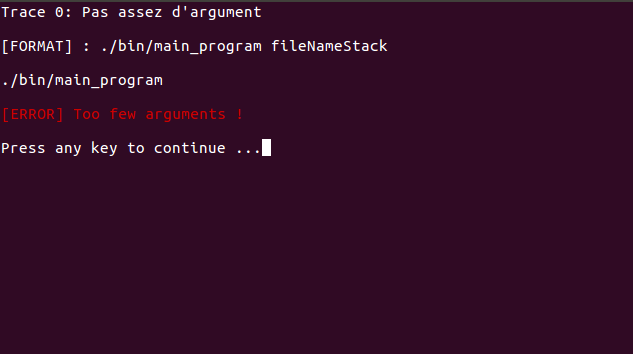 Trace 0: Pas assez d'argument
[FORMAT] : ./bin/main_program fileNameStack
./bin/main_program
[ERROR] Too few arguments !
Press any key to continue ...